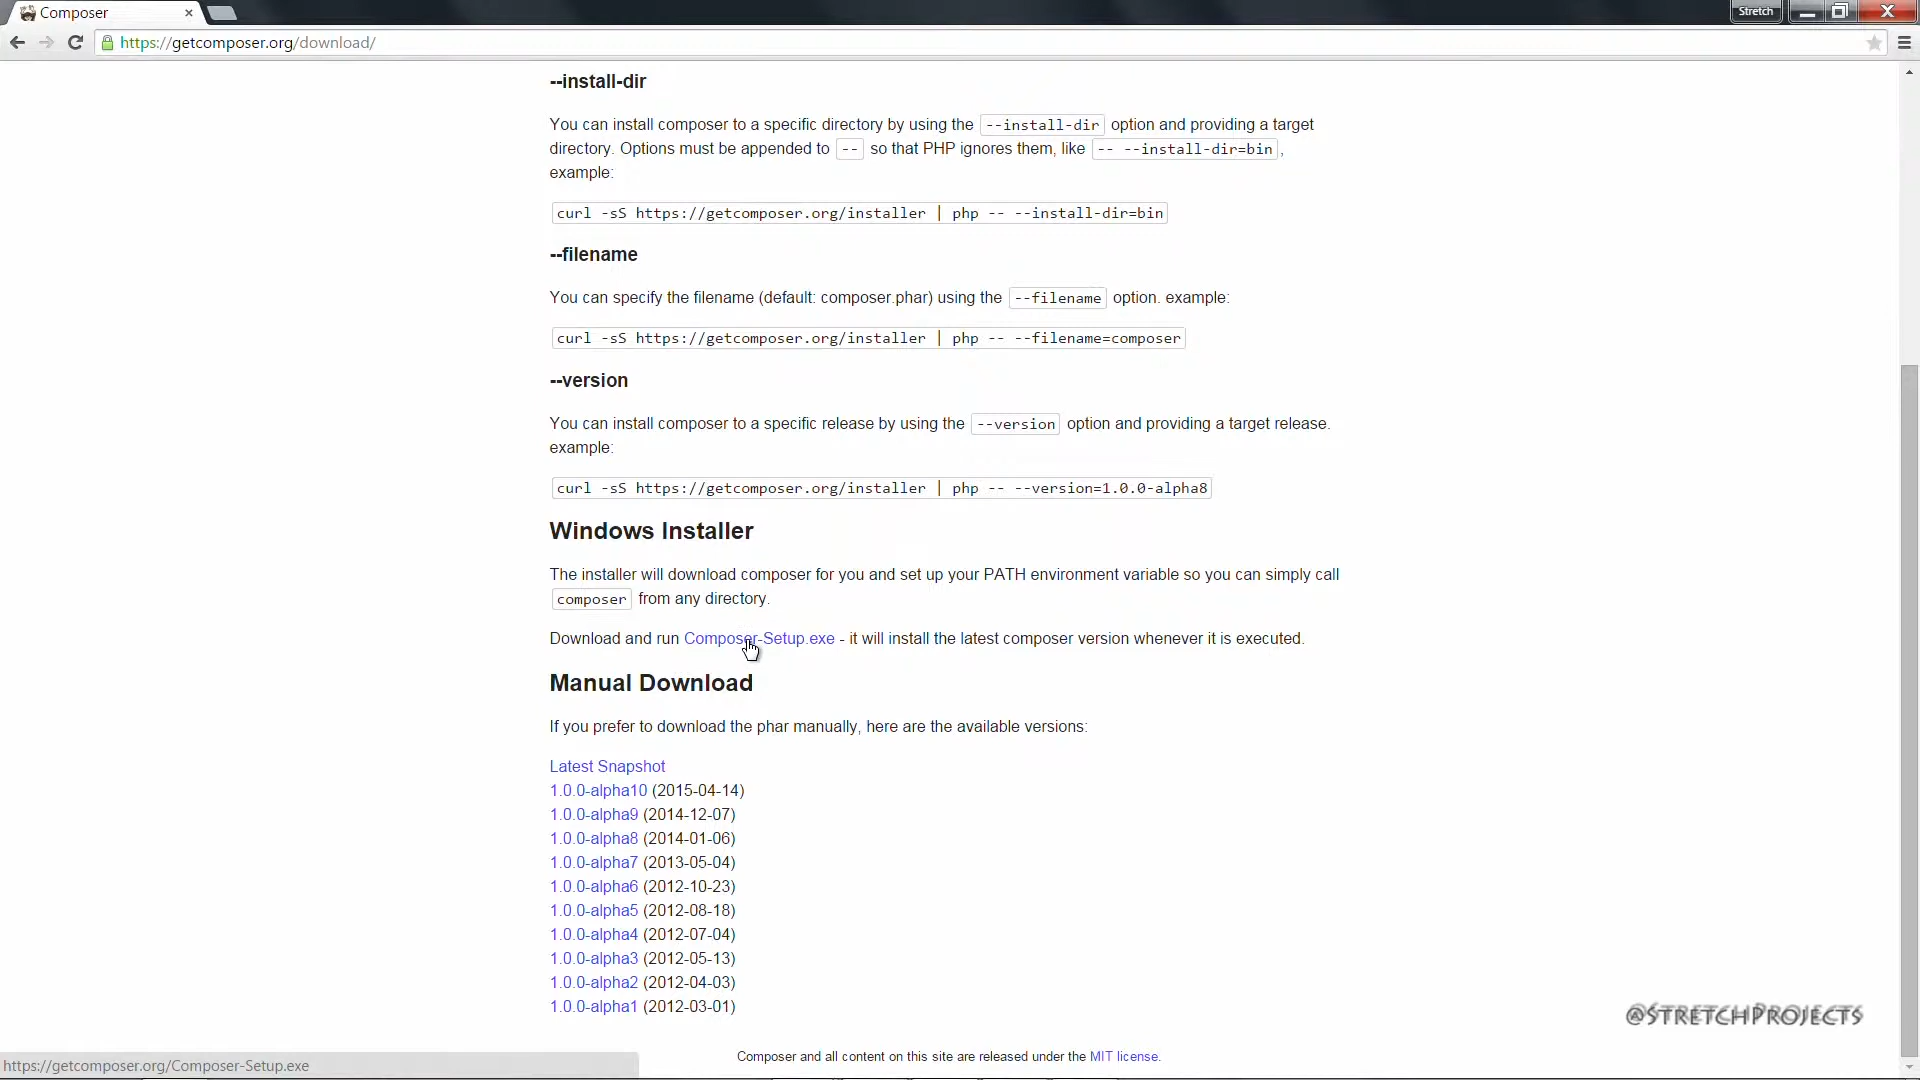 Composer
Stretch
https://getcomposer.org/download/
--install-dir
You can install composer to a specific directory by using the --install-dir option and providing a target
directory. Options must be appended to -- so that PHP ignores them, like -- --install-dir=bin ,
example:
curl -sS https://getcomposer.org/installer | php -- --install-dir=bin
--filename
You can specify the filename (default: composer.phar) using the --filename option. example:
curl -sS https://getcomposer.org/installer | php -- --filename=composer
--version
You can install composer to a specific release by using the --version option and providing a target release.
example:
curl -sS https://getcomposer.org/installer | php -- --version=1.0.0-alpha8
Windows Installer
The installer will download composer for you and set up your PATH environment variable so you can simply call
composer from any directory.
Download and run Composer-Setup.exe - it will install the latest composer version whenever it is executed.
Manual Download
If you prefer to download the phar manually, here are the available versions:
Latest Snapshot
1.0.0-alpha10 (2015-04-14)
1.0.0-alpha9 (2014-12-07)
1.0.0-alpha8 (2014-01-06)
1.0.0-alpha7 (2013-05-04)
1.0.0-alpha6 (2012-10-23)
1.0.0-alpha5 (2012-08-18)
1.0.0-alpha4 (2012-07-04)
1.0.0-alpha3 (2012-05-13)
1.0.0-alpha2 (2012-04-03)
1.0.0-alpha1 (2012-03-01)
@STRETCHPROJECTS
Composer and all content on this site are released under the MIT license.
https://getcomposer.org/Composer-Setup.exe